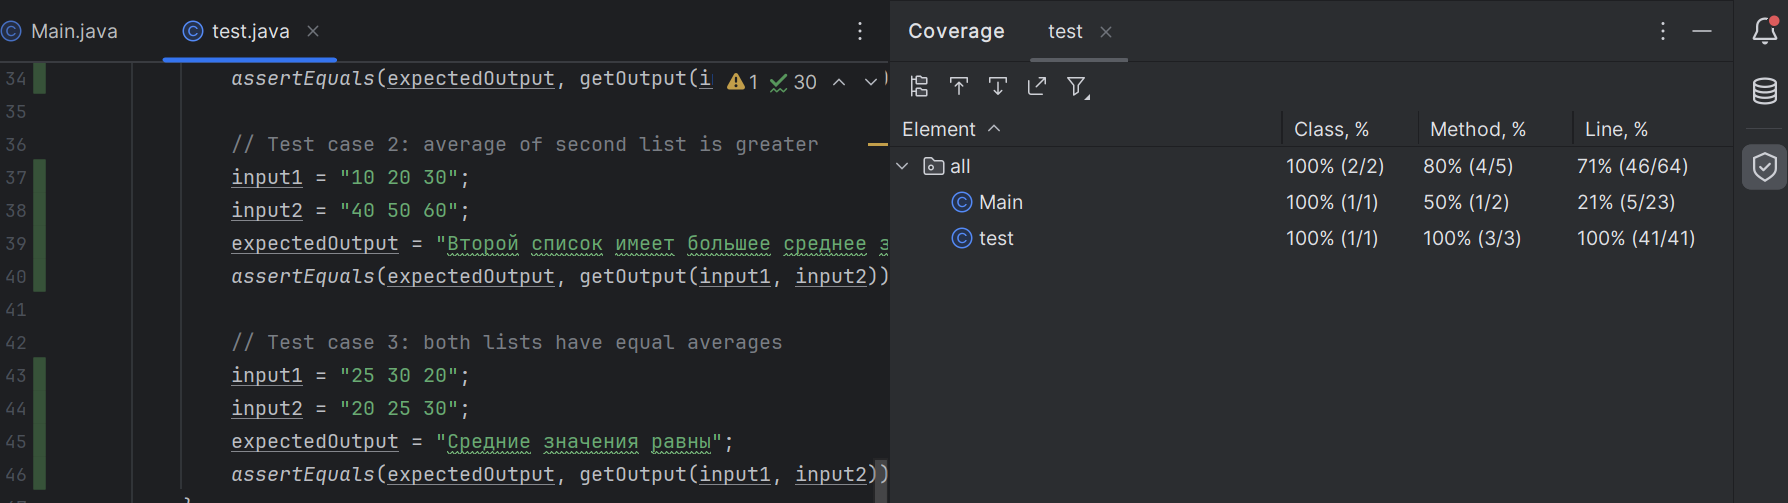 Main.java
test.java
Coverage
test
34 assertEquals(expectedOutput, getOutput(i
1 30
35
36 // Test case 2: average of second list is greater
37 input1 = "10 20 30";
38 input2 = "40 50 60";
39 expectedOutput = "Второй список имеет большее среднее з
40 assertEquals(expectedOutput, getOutput(input1, input2))
41
42 // Test case 3: both lists have equal averages
43 input1 = "25 30 20";
44 input2 = "20 25 30";
45 expectedOutput = "Средние значения равны";
46 assertEquals(expectedOutput, getOutput(input1, input2))
Element Class, % Method, % Line, %
all 100% (2/2) 80% (4/5) 71% (46/64)
Main 100% (1/1) 50% (1/2) 21% (5/23)
test 100% (1/1) 100% (3/3) 100% (41/41)